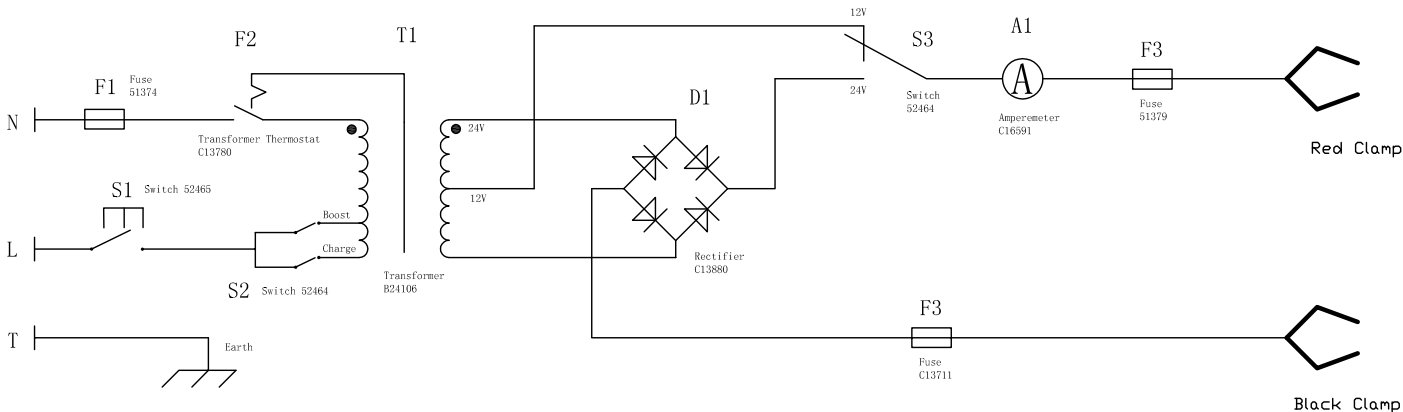 12V
F2
T1
S3
A1
F3
F1
Fuse
51374
D1
24V
Switch
52464
Fuse
51379
N
24V
Amperemeter
C16591
Transformer Thermostat
C13780
Red Clamp
S1
Switch 52465
12V
Boost
L
Charge
Rectifier
C13880
Transformer
B24106
S2
Switch 52464
F3
T
Earth
Fuse
C13711
Black Clamp
A